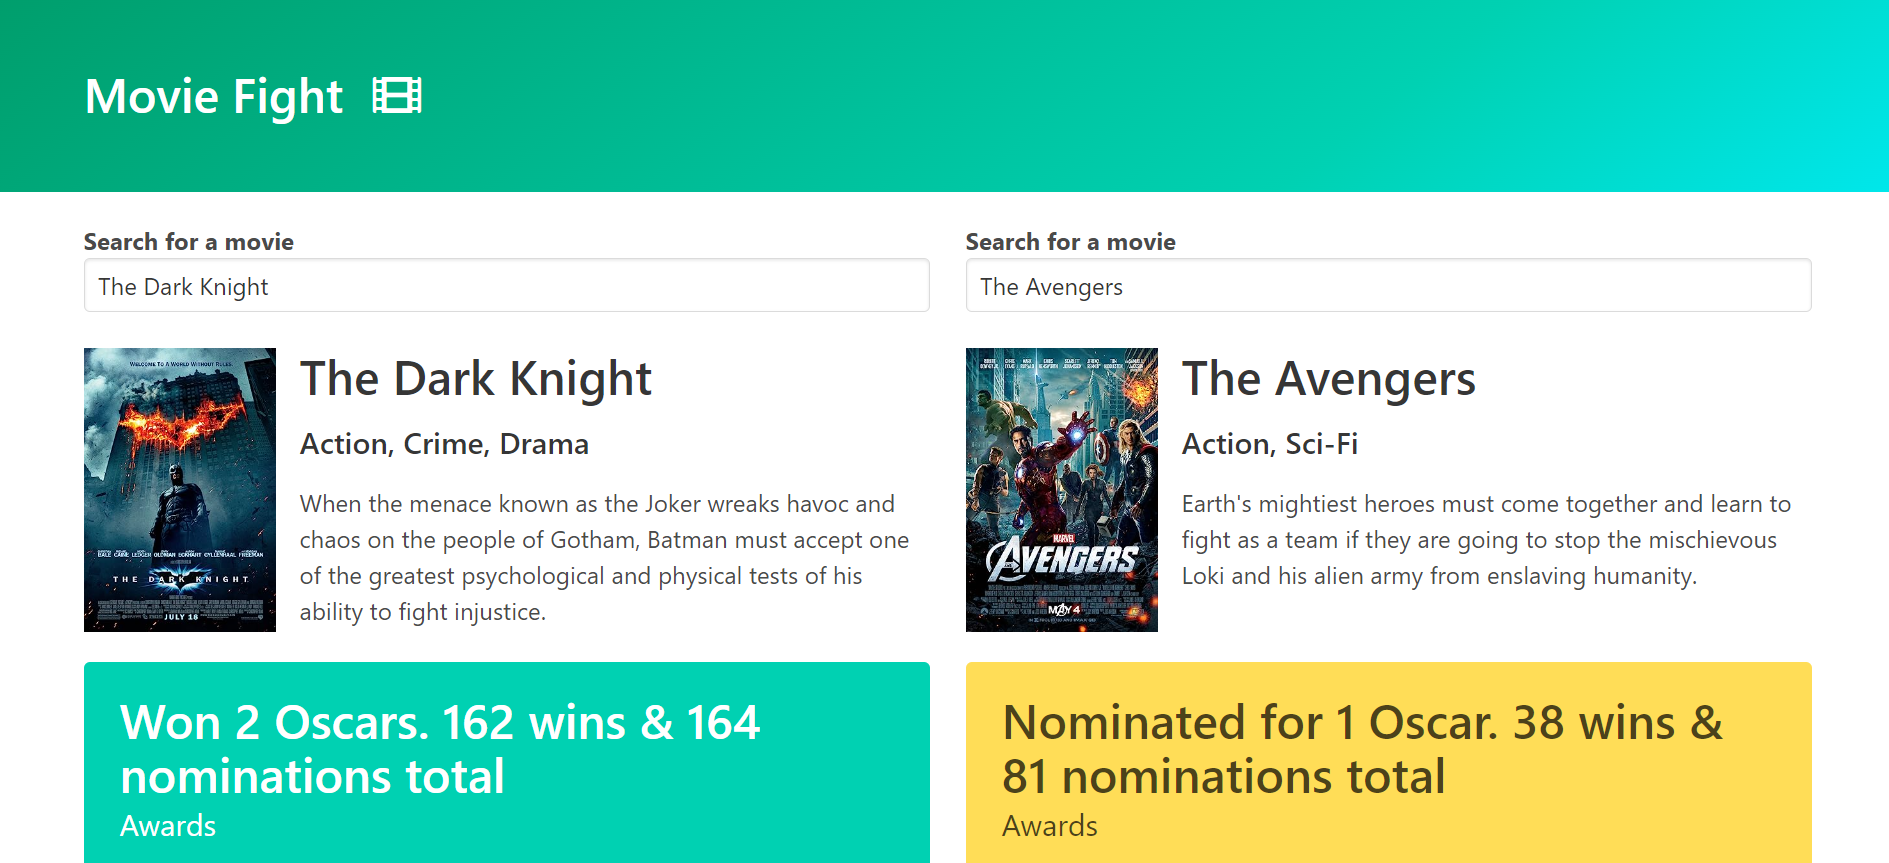 Movie Fight
Search for a movie
The Dark Knight
WELCOME TO A WORLD WITHOUT RULES.
BALE CAINE LEDGER OLDMAN ECKHART GYLLENHAAL FREEMAN
THE DARK KNIGHT
JULY 18
The Dark Knight
Action, Crime, Drama
When the menace known as the Joker wreaks havoc and
chaos on the people of Gotham, Batman must accept one
of the greatest psychological and physical tests of his
ability to fight injustice.
Won 2 Oscars. 162 wins & 164
nominations total
Awards
Search for a movie
The Avengers
MARVEL
AVENGERS
MAY 4
The Avengers
Action, Sci-Fi
Earth's mightiest heroes must come together and learn to
fight as a team if they are going to stop the mischievous
Loki and his alien army from enslaving humanity.
Nominated for 1 Oscar. 38 wins &
81 nominations total
Awards